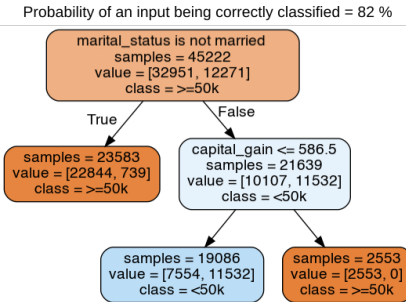 Probability of an input being correctly classified = 82 %
marital_status is not married
samples = 45222
value = [32951, 12271]
class = >=50k
True
False
samples = 23583
value = [22844, 739]
class = >=50k
capital_gain <= 586.5
samples = 21639
value = [10107, 11532]
class = <50k
samples = 19086
value = [7554, 11532]
class = <50k
samples = 2553
value = [2553, 0]
class = >=50k